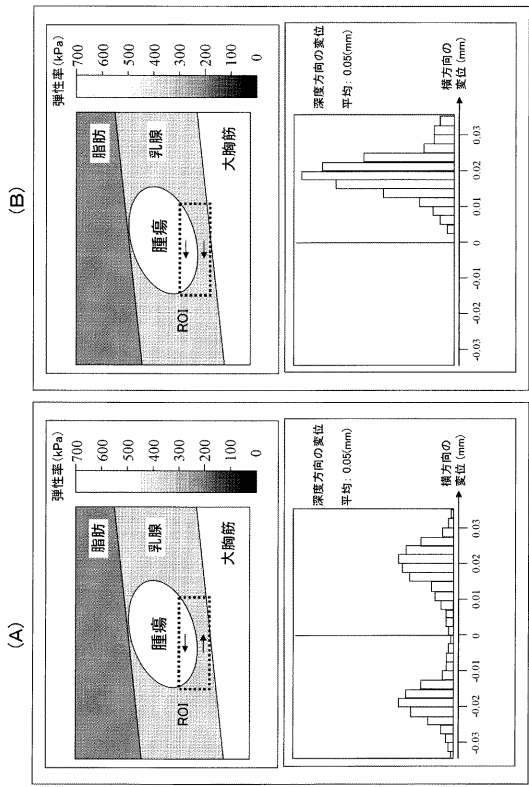 (A)
弾性率(kPa)
700
600
500
400
300
200
100
0
脂肪
乳腺
腫瘍
ROI
大胸筋
深度方向の変位
平均: 0.05(mm)
横方向の
変位 (mm)
-0.03
-0.02
-0.01
0
0.01
0.02
0.03
(B)
弾性率(kPa)
700
600
500
400
300
200
100
0
脂肪
乳腺
腫瘍
ROI
大胸筋
深度方向の変位
平均: 0.05(mm)
横方向の
変位 (mm)
-0.03
-0.02
-0.01
0
0.01
0.02
0.03